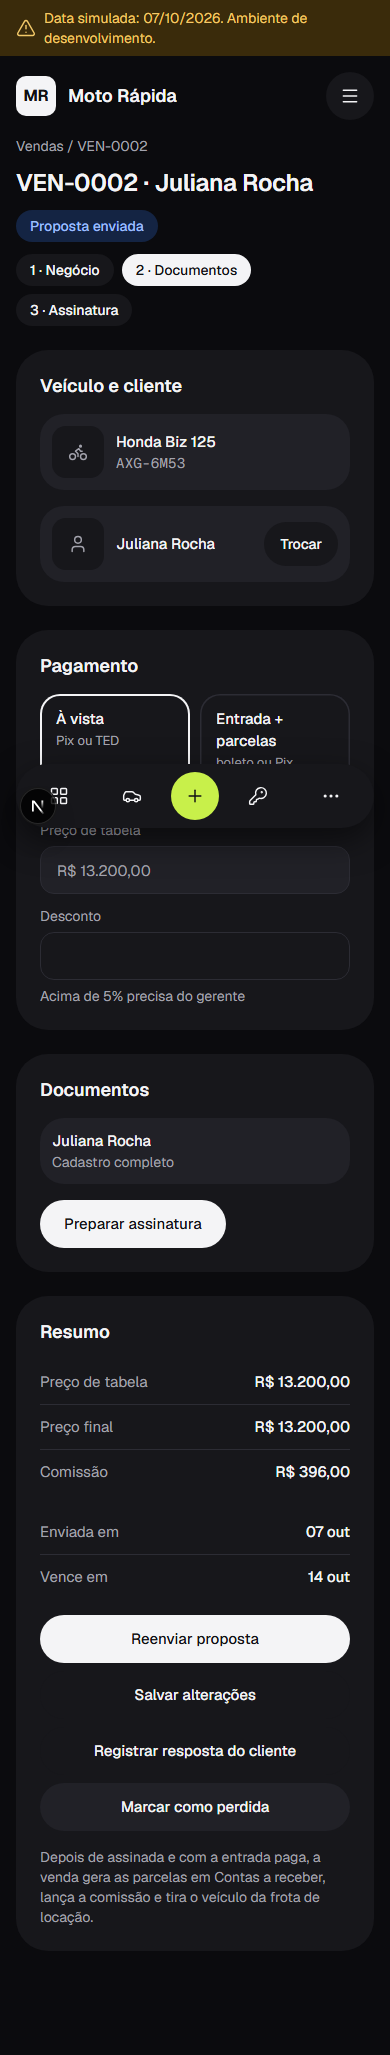 Data simulada: 07/10/2026. Ambiente de
desenvolvimento.
MR
Moto Rápida
Vendas / VEN-0002
VEN-0002 · Juliana Rocha
Proposta enviada
1 · Negócio
2 · Documentos
3 · Assinatura
Veículo e cliente
Honda Biz 125
AXG-6M53
Juliana Rocha
Trocar
Pagamento
À vista
Pix ou TED
Entrada +
parcelas
boleto ou Pix
N
Preço de tabela
R$ 13.200,00
Desconto
Acima de 5% precisa do gerente
Documentos
Juliana Rocha
Cadastro completo
Preparar assinatura
Resumo
Preço de tabela
R$ 13.200,00
Preço final
R$ 13.200,00
Comissão
R$ 396,00
Enviada em
07 out
Vence em
14 out
Reenviar proposta
Salvar alterações
Registrar resposta do cliente
Marcar como perdida
Depois de assinada e com a entrada paga, a
venda gera as parcelas em Contas a receber,
lança a comissão e tira o veículo da frota de
locação.